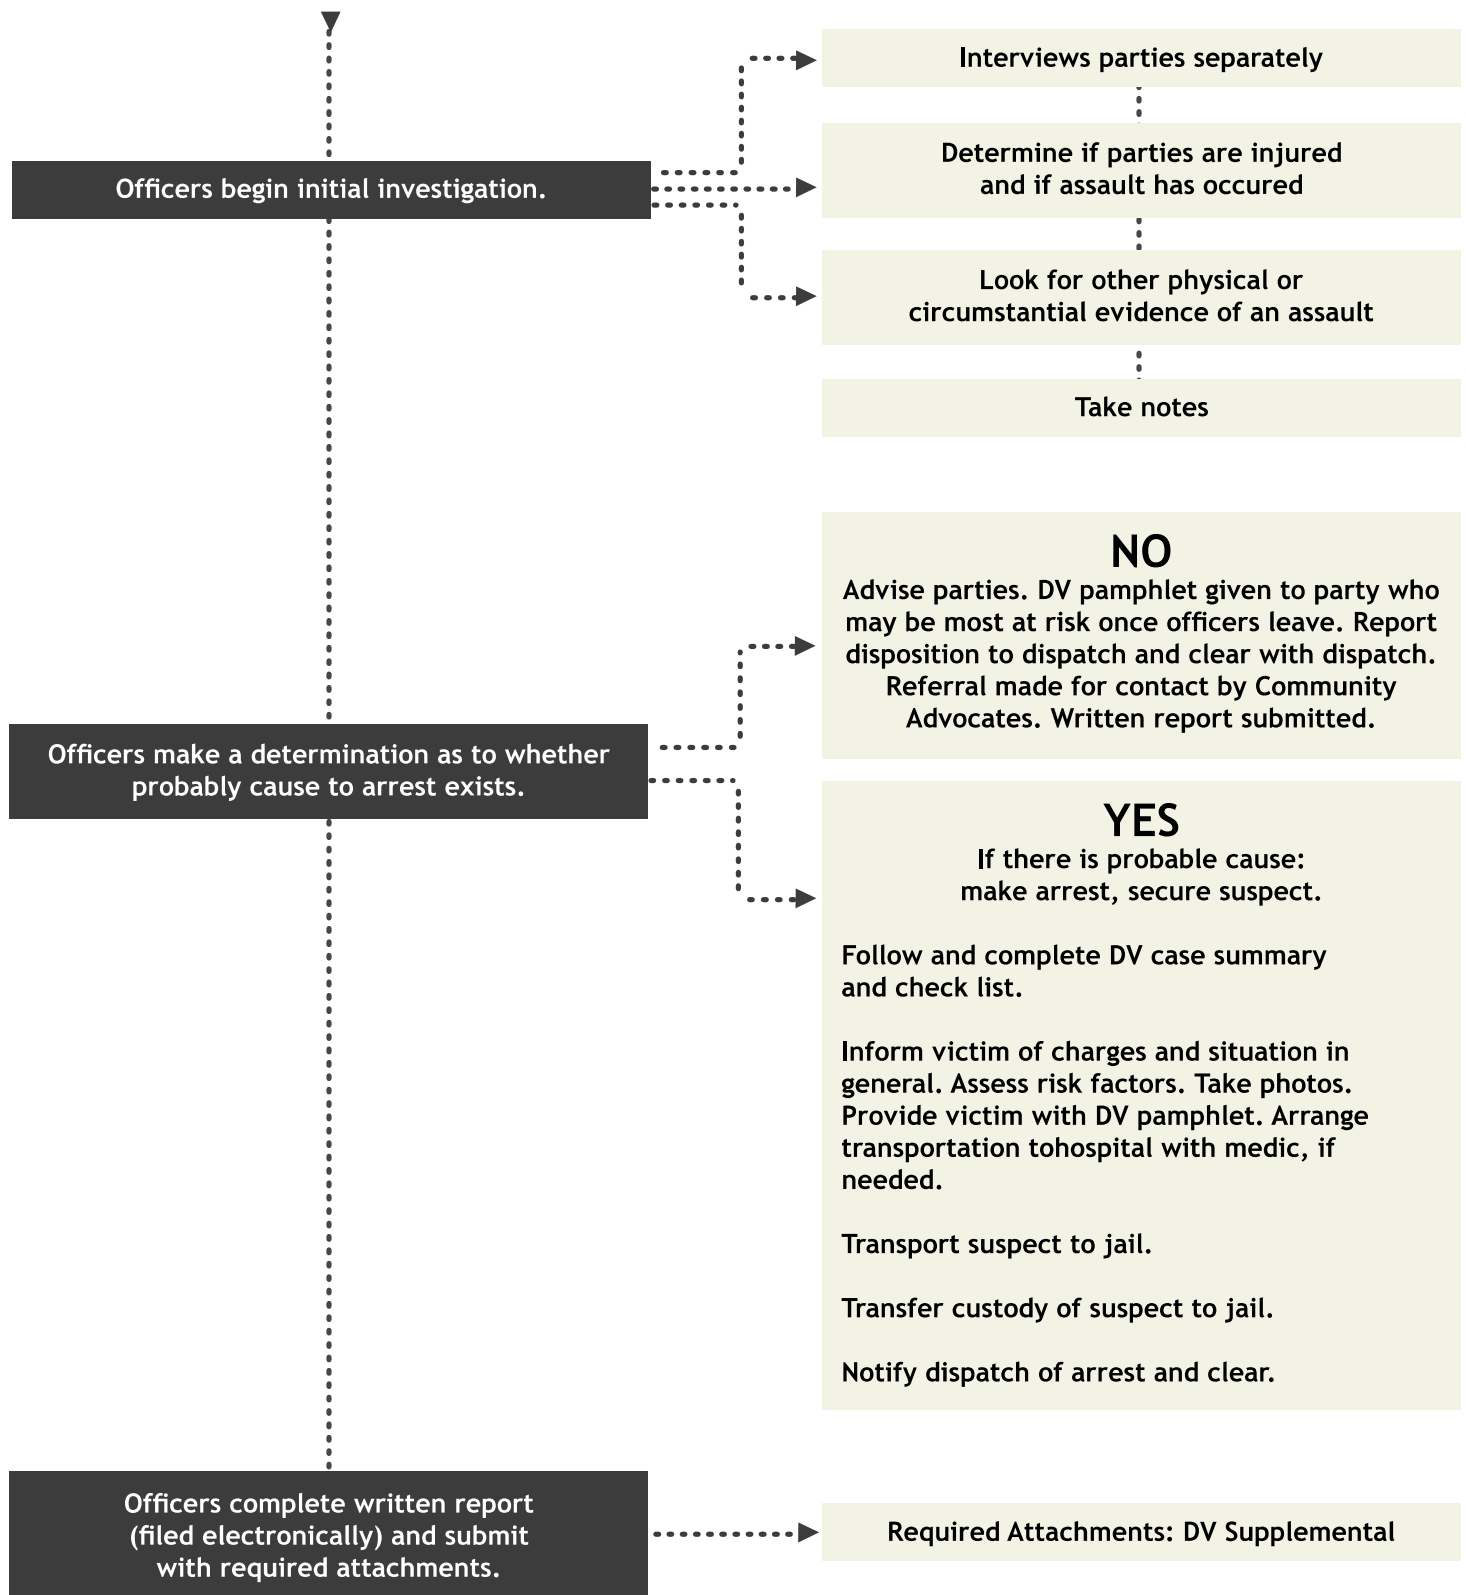 Interviews parties separately
Officers begin initial investigation.
Determine if parties are injured
and if assault has occured
Look for other physical or
circumstantial evidence of an assault
Take notes
Officers make a determination as to whether
probably cause to arrest exists.
NO
Advise parties. DV pamphlet given to party who
may be most at risk once officers leave. Report
disposition to dispatch and clear with dispatch.
Referral made for contact by Community
Advocates. Written report submitted.
YES
If there is probable cause:
make arrest, secure suspect.
Follow and complete DV case summary
and check list.
Inform victim of charges and situation in
general. Assess risk factors. Take photos.
Provide victim with DV pamphlet. Arrange
transportation tohospital with medic, if
needed.
Transport suspect to jail.
Transfer custody of suspect to jail.
Notify dispatch of arrest and clear.
Officers complete written report
(filed electronically) and submit
with required attachments.
Required Attachments: DV Supplemental